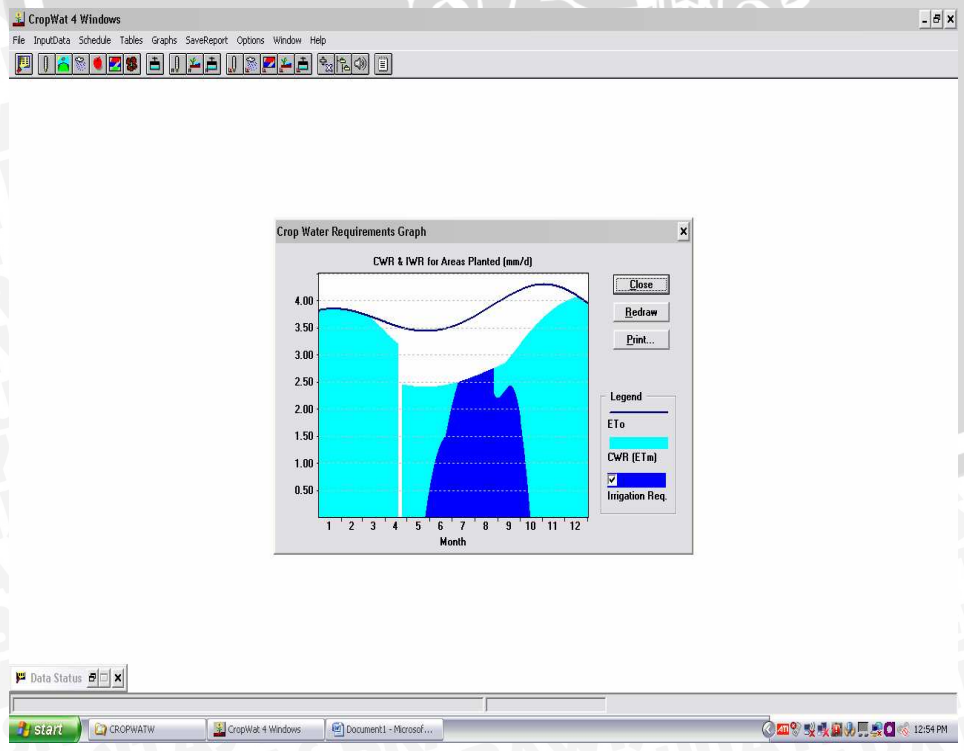 CropWat 4 Windows
File InputData Schedule Tables Graphs SaveReport Options Window Help
Crop Water Requirements Graph
CWR & IWR for Areas Planted (mm/d)
4.00
3.50
3.00
2.50
2.00
1.50
1.00
0.50
1 2 3 4 5 6 7 8 9 10 11 12
Month
Close
Redraw
Print...
Legend
ETo
CWR (ETm)
Irrigation Req.
Data Status
start CROPWATW CropWat 4 Windows Document1 - Microsof... 12:54 PM